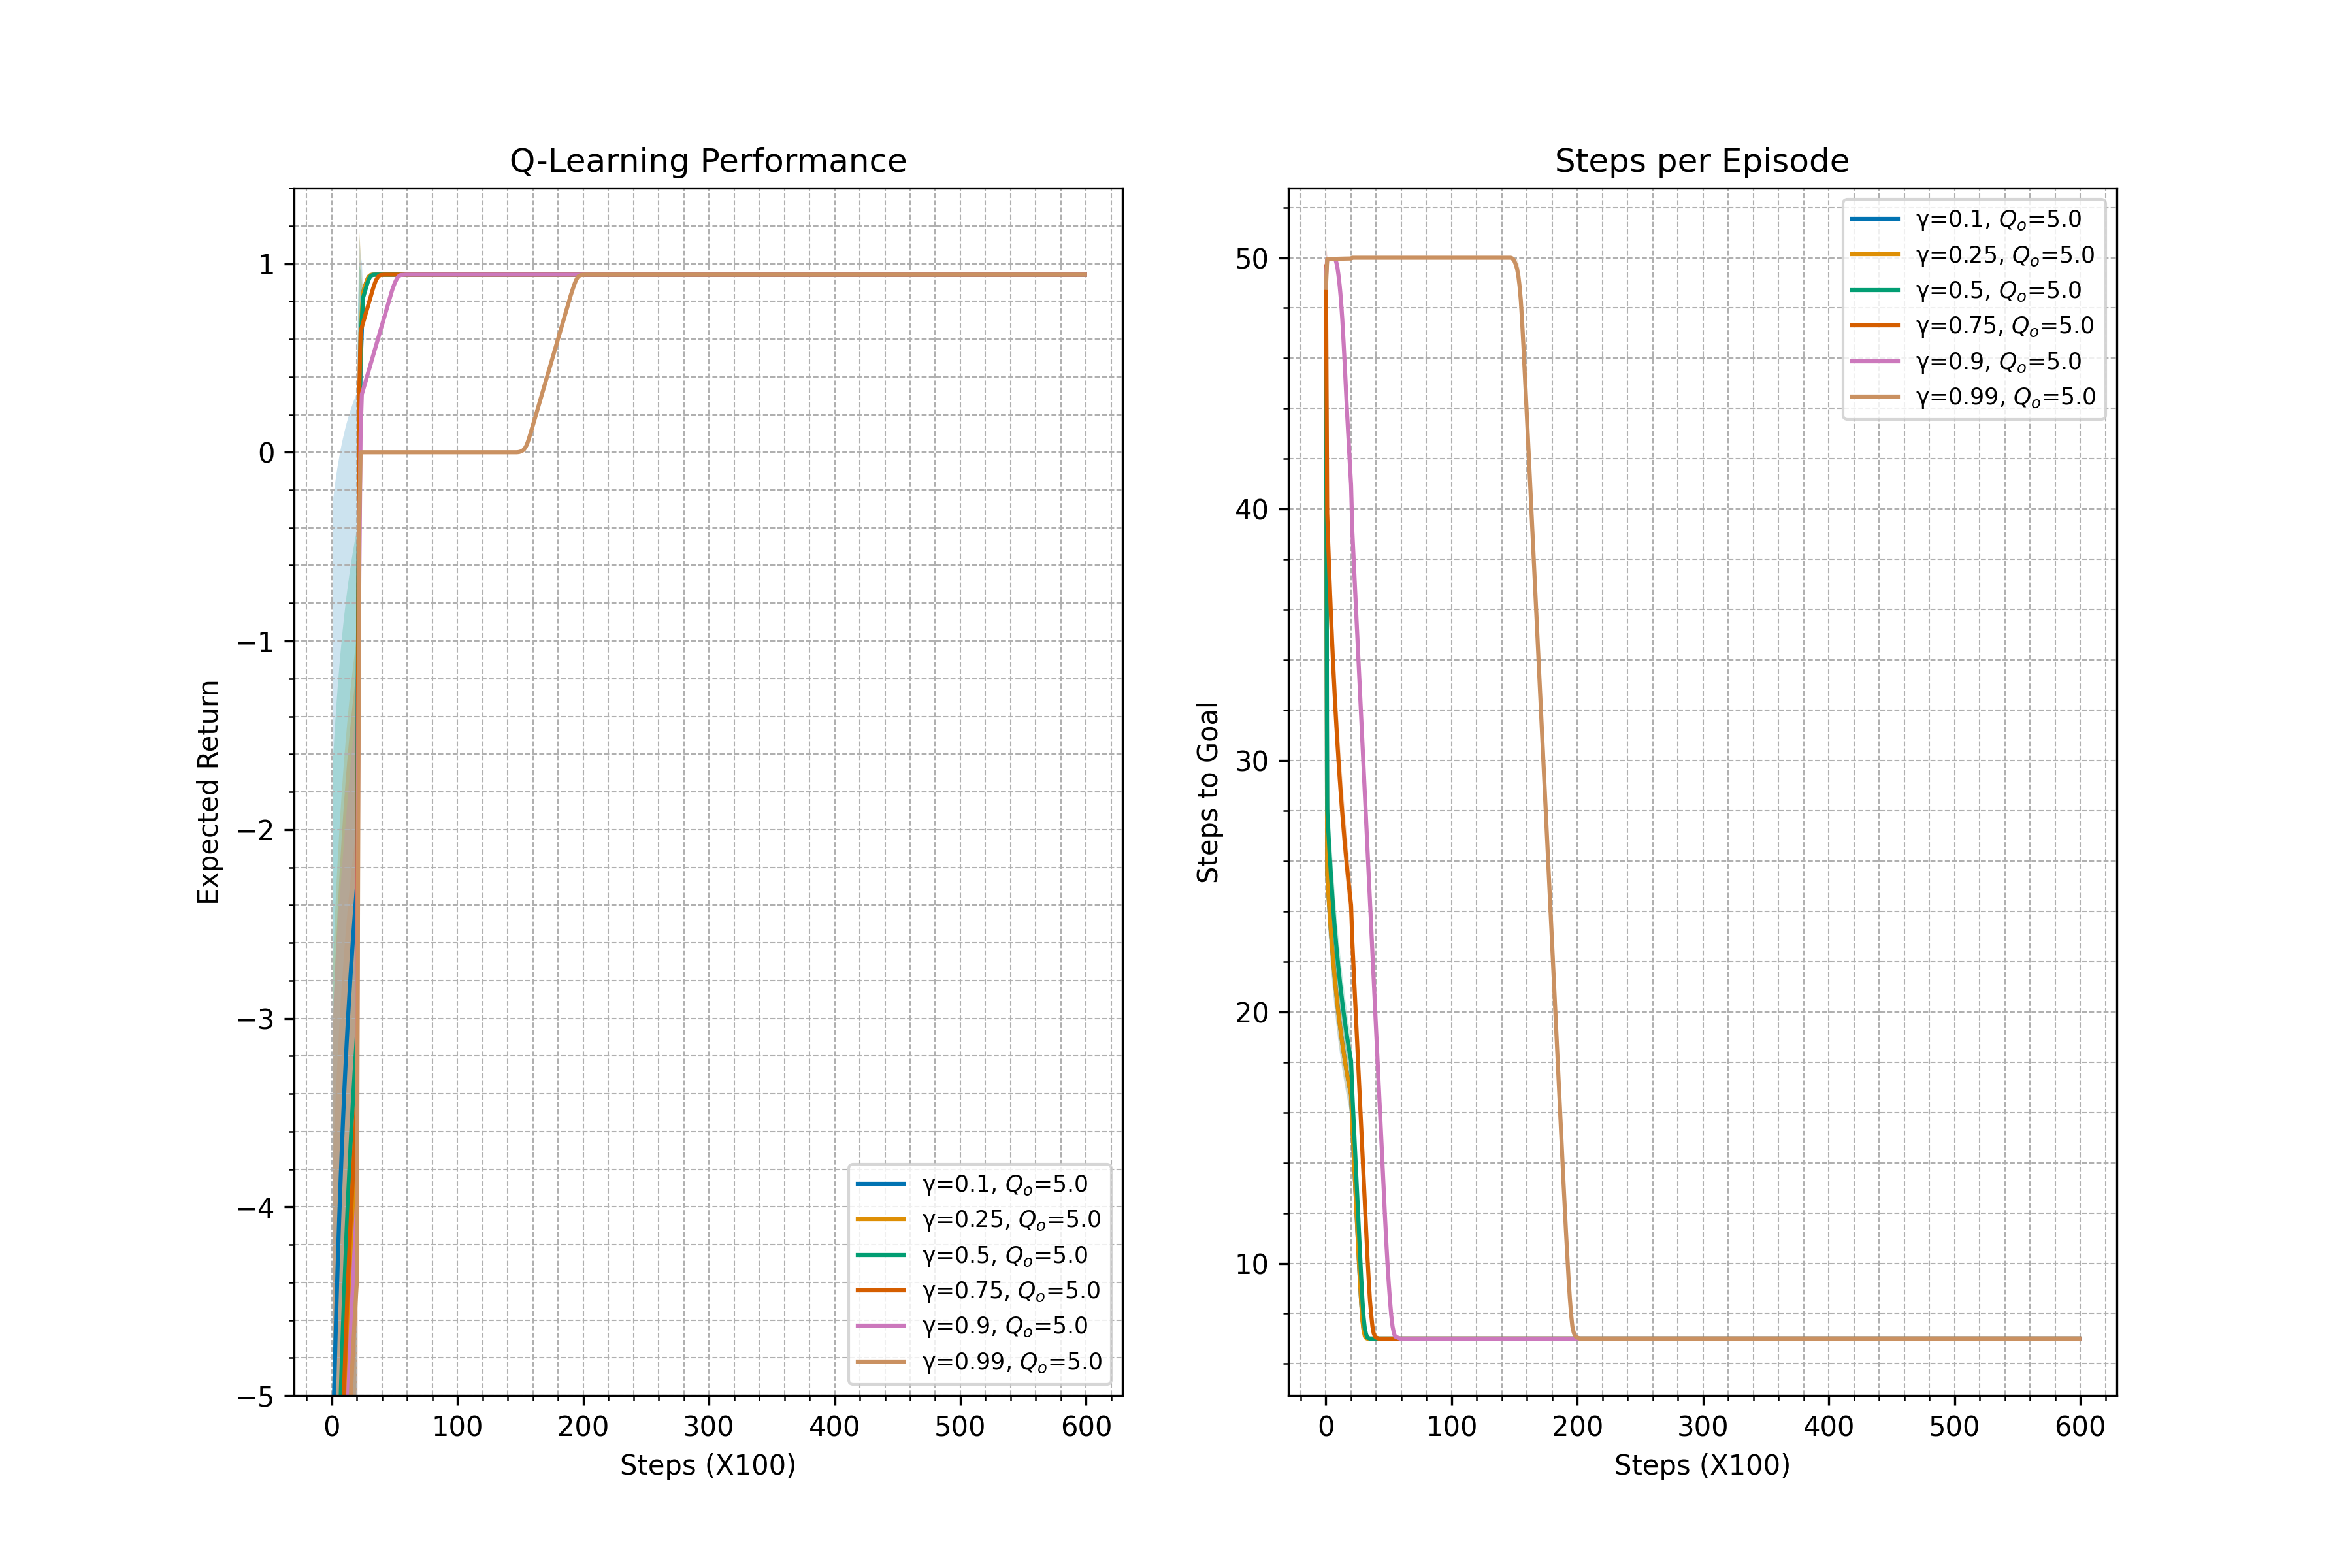 Q-Learning Performance
Expected Return
1
0
−1
−2
−3
−4
−5
0 100 200 300 400 500 600
Steps (X100)
γ=0.1, Qo=5.0
γ=0.25, Qo=5.0
γ=0.5, Qo=5.0
γ=0.75, Qo=5.0
γ=0.9, Qo=5.0
γ=0.99, Qo=5.0
Steps per Episode
Steps to Goal
50
40
30
20
10
0 100 200 300 400 500 600
Steps (X100)
γ=0.1, Qo=5.0
γ=0.25, Qo=5.0
γ=0.5, Qo=5.0
γ=0.75, Qo=5.0
γ=0.9, Qo=5.0
γ=0.99, Qo=5.0